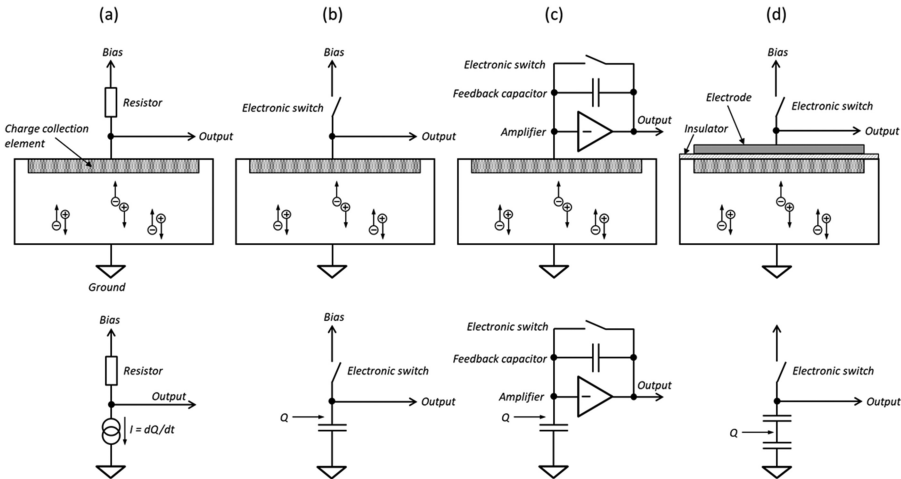 (a)
(b)
(c)
(d)
Bias
Resistor
Charge collection
element
Output
Ground
Bias
Electronic switch
Output
Electronic switch
Feedback capacitor
Amplifier
Output
−
Bias
Electrode
Electronic switch
Insulator
Output
− + − + − +
− + − + − +
− + − + − +
− + − + − +
Bias
Resistor
Output
I = dQ/dt
Bias
Electronic switch
Q
Output
Electronic switch
Feedback capacitor
Amplifier
Output
−
Q
Electronic switch
Output
Q